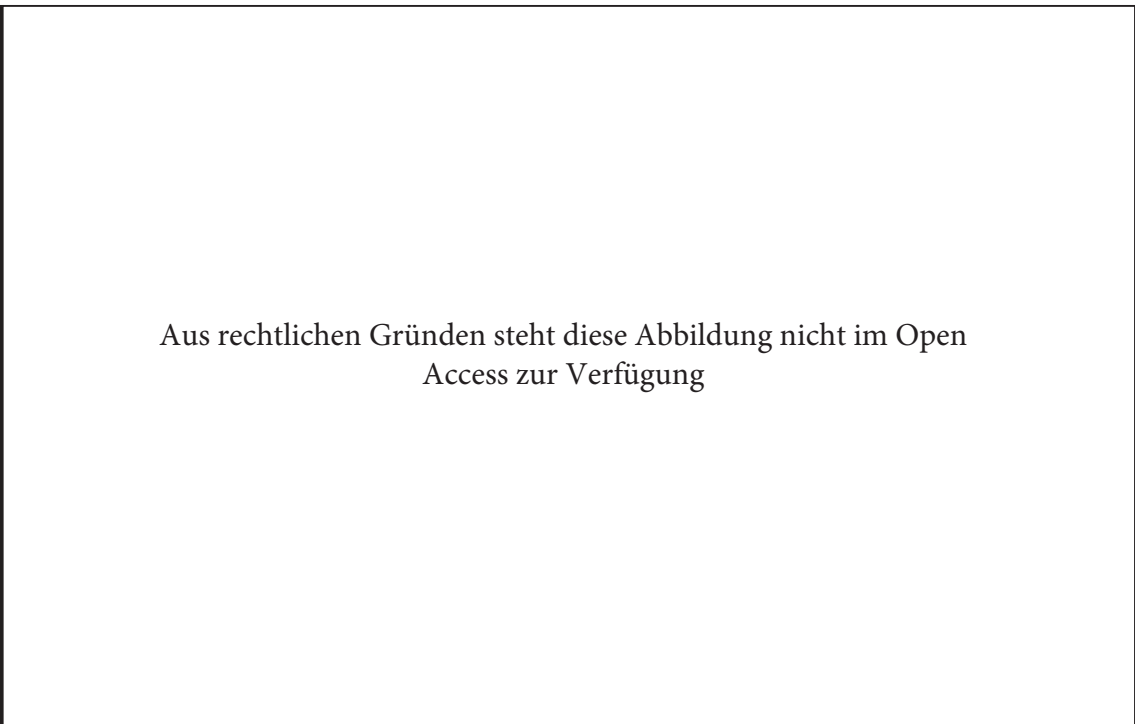 Aus rechtlichen Gründen steht diese Abbildung nicht im Open
Access zur Verfügung